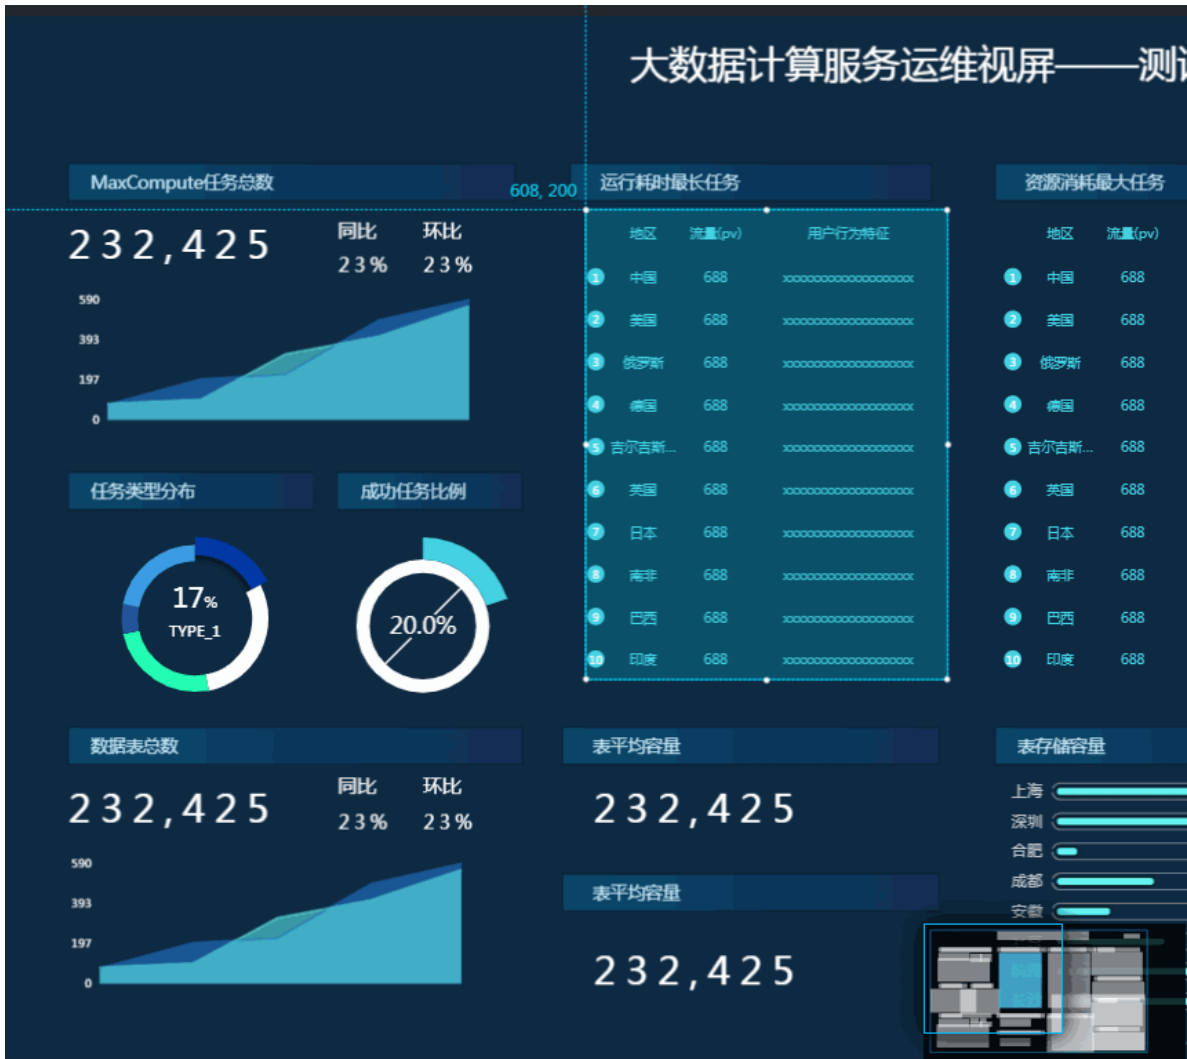 大数据计算服务运维视屏——测
MaxCompute任务总数
608, 200
232,425
同比 环比
23% 23%
590
393
197
0
任务类型分布
成功任务比例
17%
TYPE_1
20.0%
运行耗时最长任务
地区 流量(pv) 用户行为特征
1 中国 688 xxxxxxxxxxxxxxxxxxxx
2 美国 688 xxxxxxxxxxxxxxxxxxxx
3 俄罗斯 688 xxxxxxxxxxxxxxxxxxxx
4 德国 688 xxxxxxxxxxxxxxxxxxxx
5 吉尔吉斯... 688 xxxxxxxxxxxxxxxxxxxx
6 英国 688 xxxxxxxxxxxxxxxxxxxx
7 日本 688 xxxxxxxxxxxxxxxxxxxx
8 南非 688 xxxxxxxxxxxxxxxxxxxx
9 巴西 688 xxxxxxxxxxxxxxxxxxxx
10 印度 688 xxxxxxxxxxxxxxxxxxxx
资源消耗最大任务
地区 流量(pv)
1 中国 688
2 美国 688
3 俄罗斯 688
4 德国 688
5 吉尔吉斯... 688
6 英国 688
7 日本 688
8 南非 688
9 巴西 688
10 印度 688
数据表总数
232,425
同比 环比
23% 23%
590
393
197
0
表平均容量
232,425
表平均容量
232,425
表存储容量
上海
深圳
合肥
成都
安徽